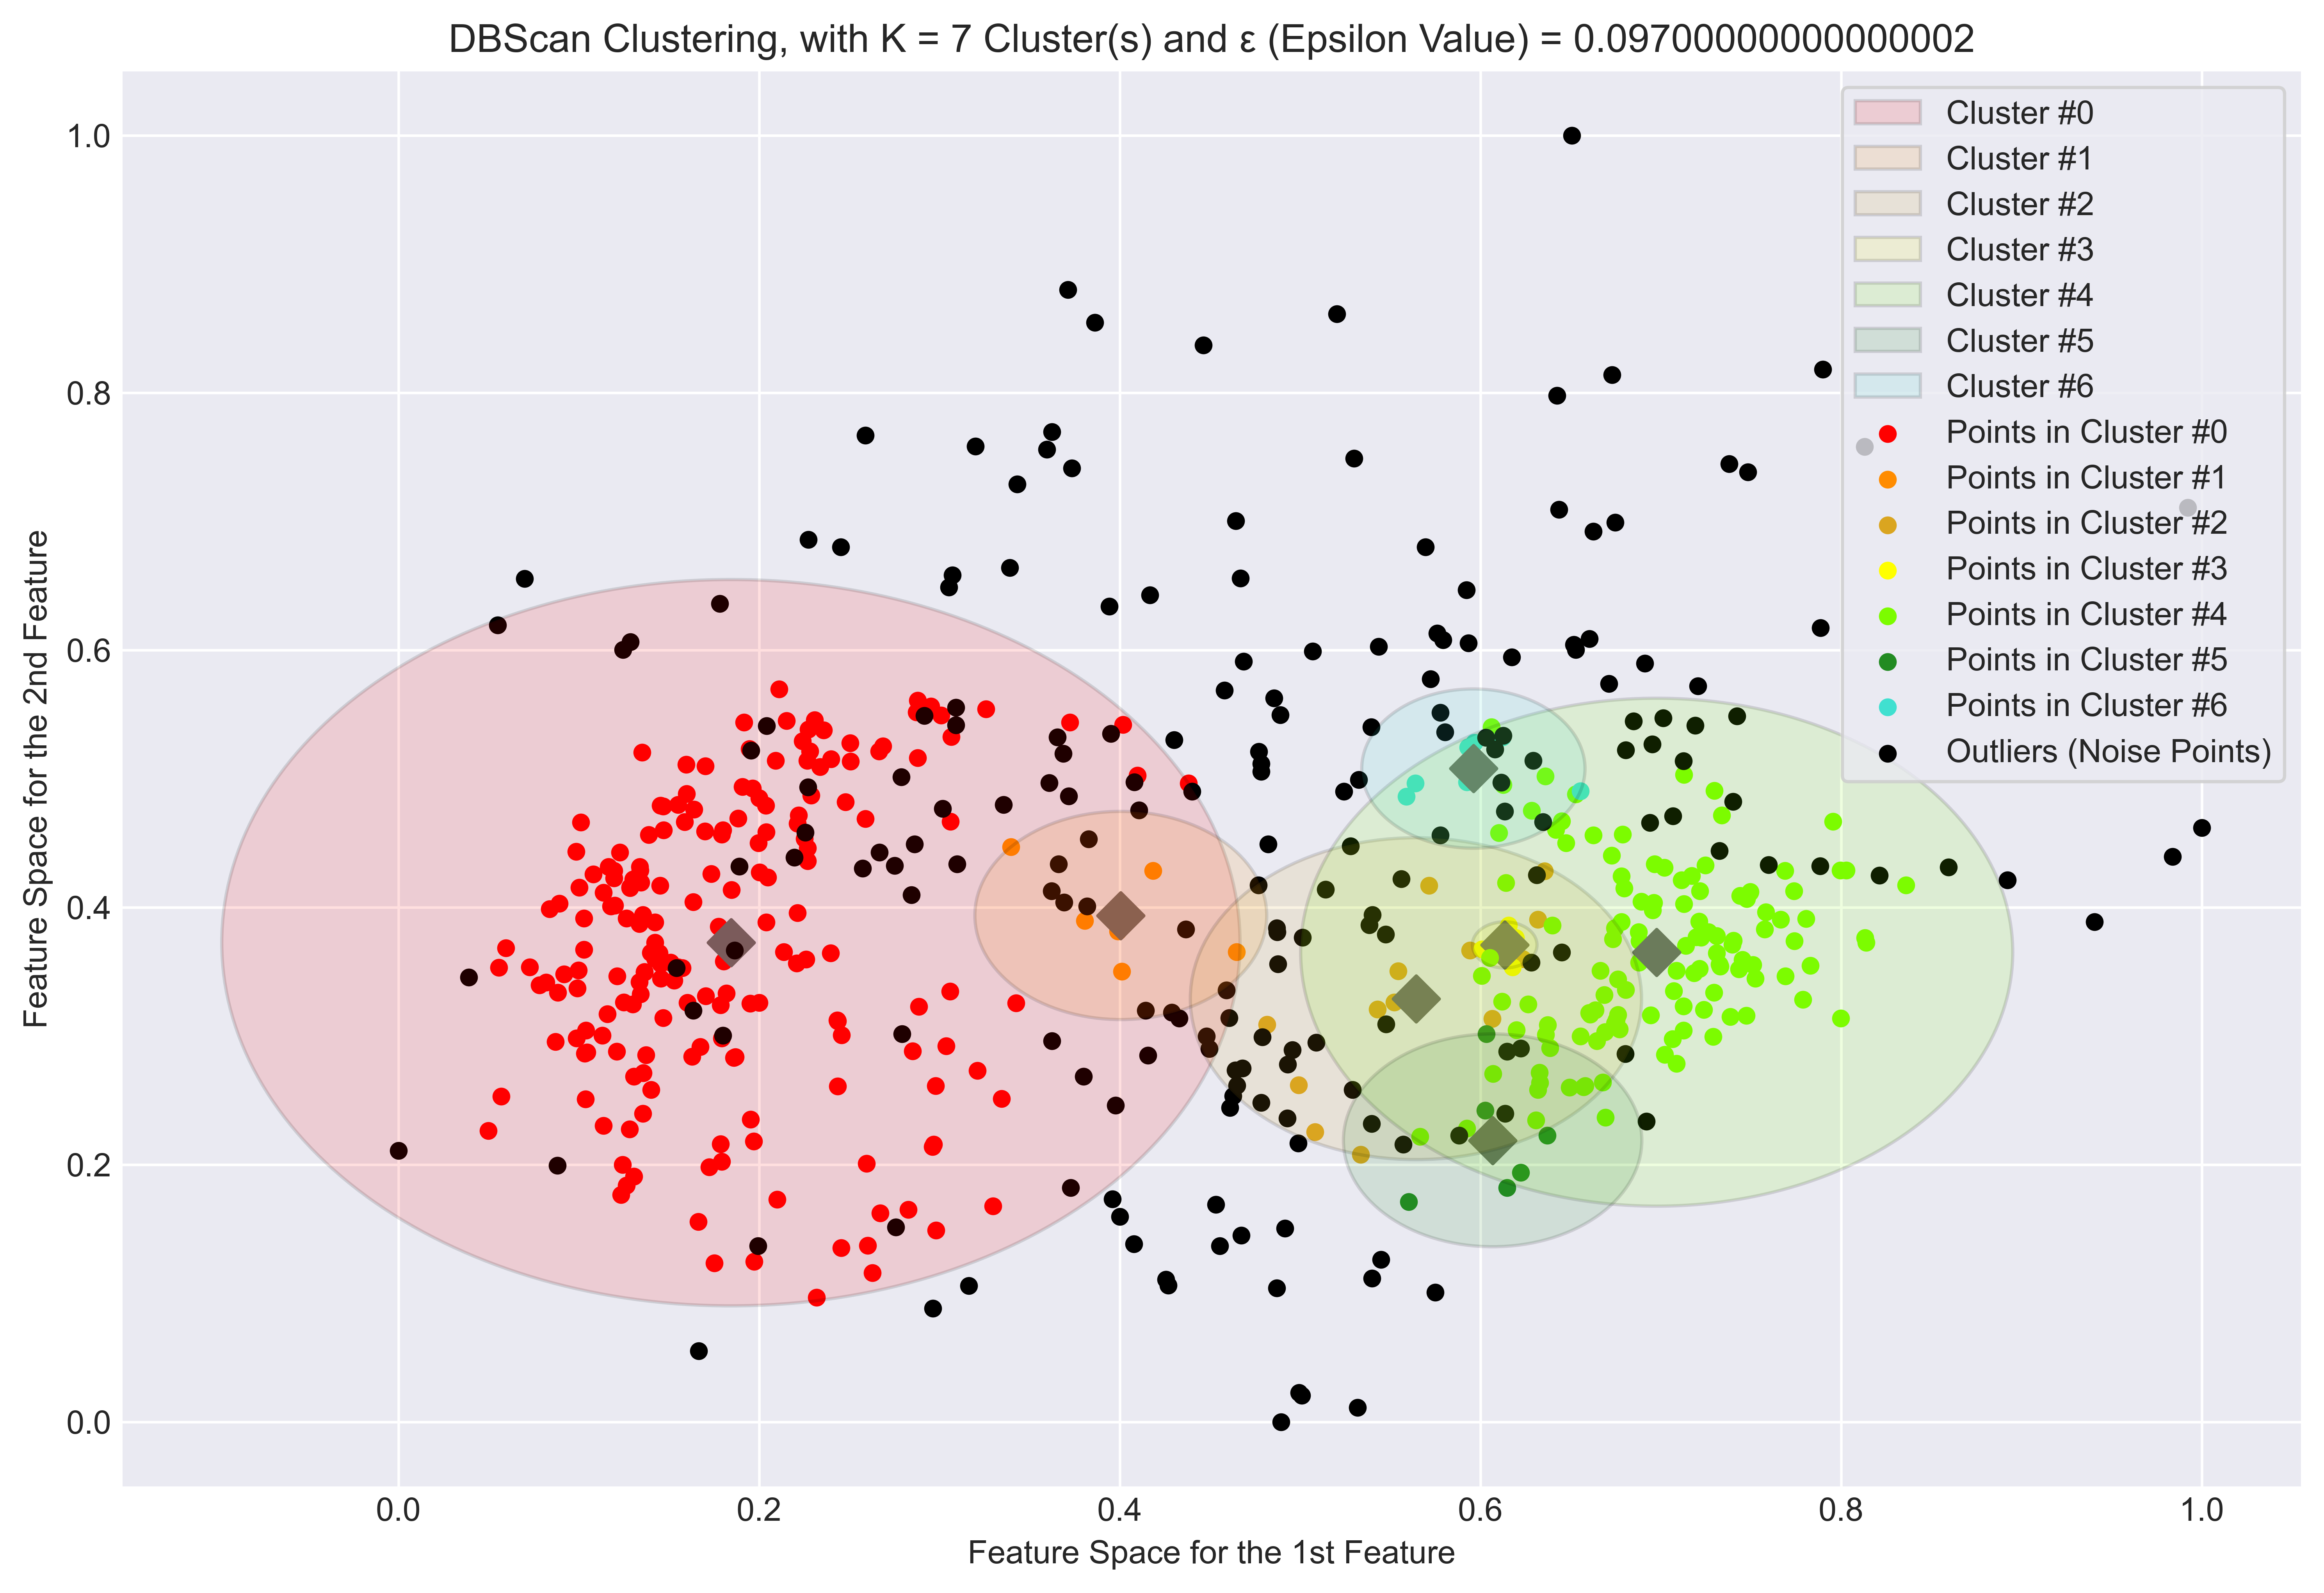 DBScan Clustering, with K = 7 Cluster(s) and ε (Epsilon Value) = 0.09700000000000002
Cluster #0
Cluster #1
Cluster #2
Cluster #3
Cluster #4
Cluster #5
Cluster #6
Points in Cluster #0
Points in Cluster #1
Points in Cluster #2
Points in Cluster #3
Points in Cluster #4
Points in Cluster #5
Points in Cluster #6
Outliers (Noise Points)
Feature Space for the 2nd Feature
1.0
0.8
0.6
0.4
0.2
0.0
0.0 0.2 0.4 0.6 0.8 1.0
Feature Space for the 1st Feature